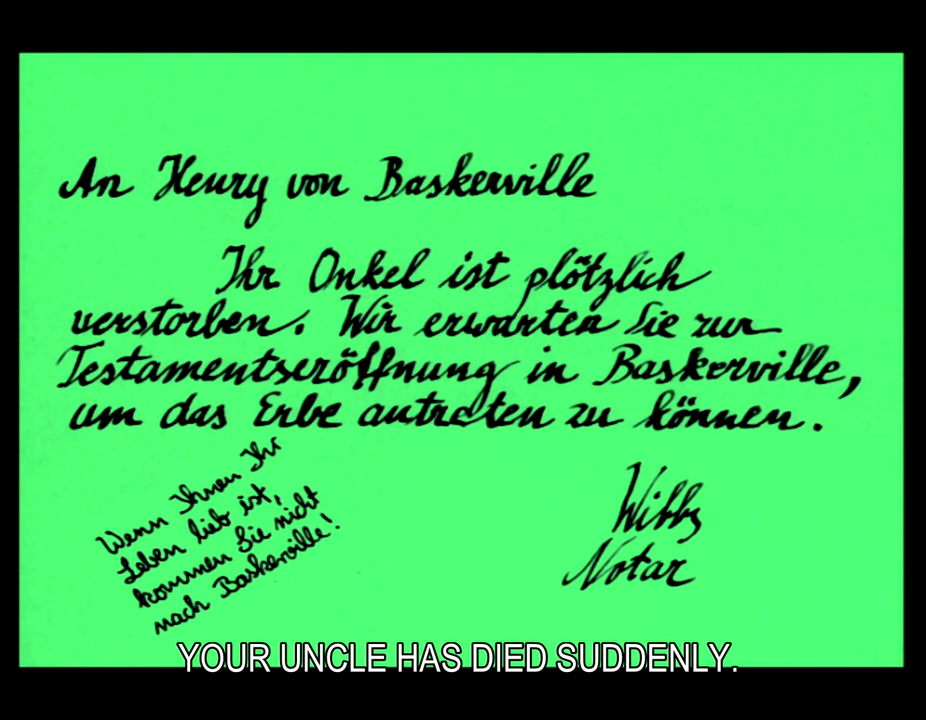 An Henry von Baskerville
Ihr Onkel ist plötzlich
verstorben. Wir erwarten Sie zur
Testamentseröffnung in Baskerville,
um das Erbe antreten zu können.
Wibbs
Notar
Wenn Ihnen Ihr
Leben lieb ist,
kommen Sie nicht
nach Baskerville!
YOUR UNCLE HAS DIED SUDDENLY.